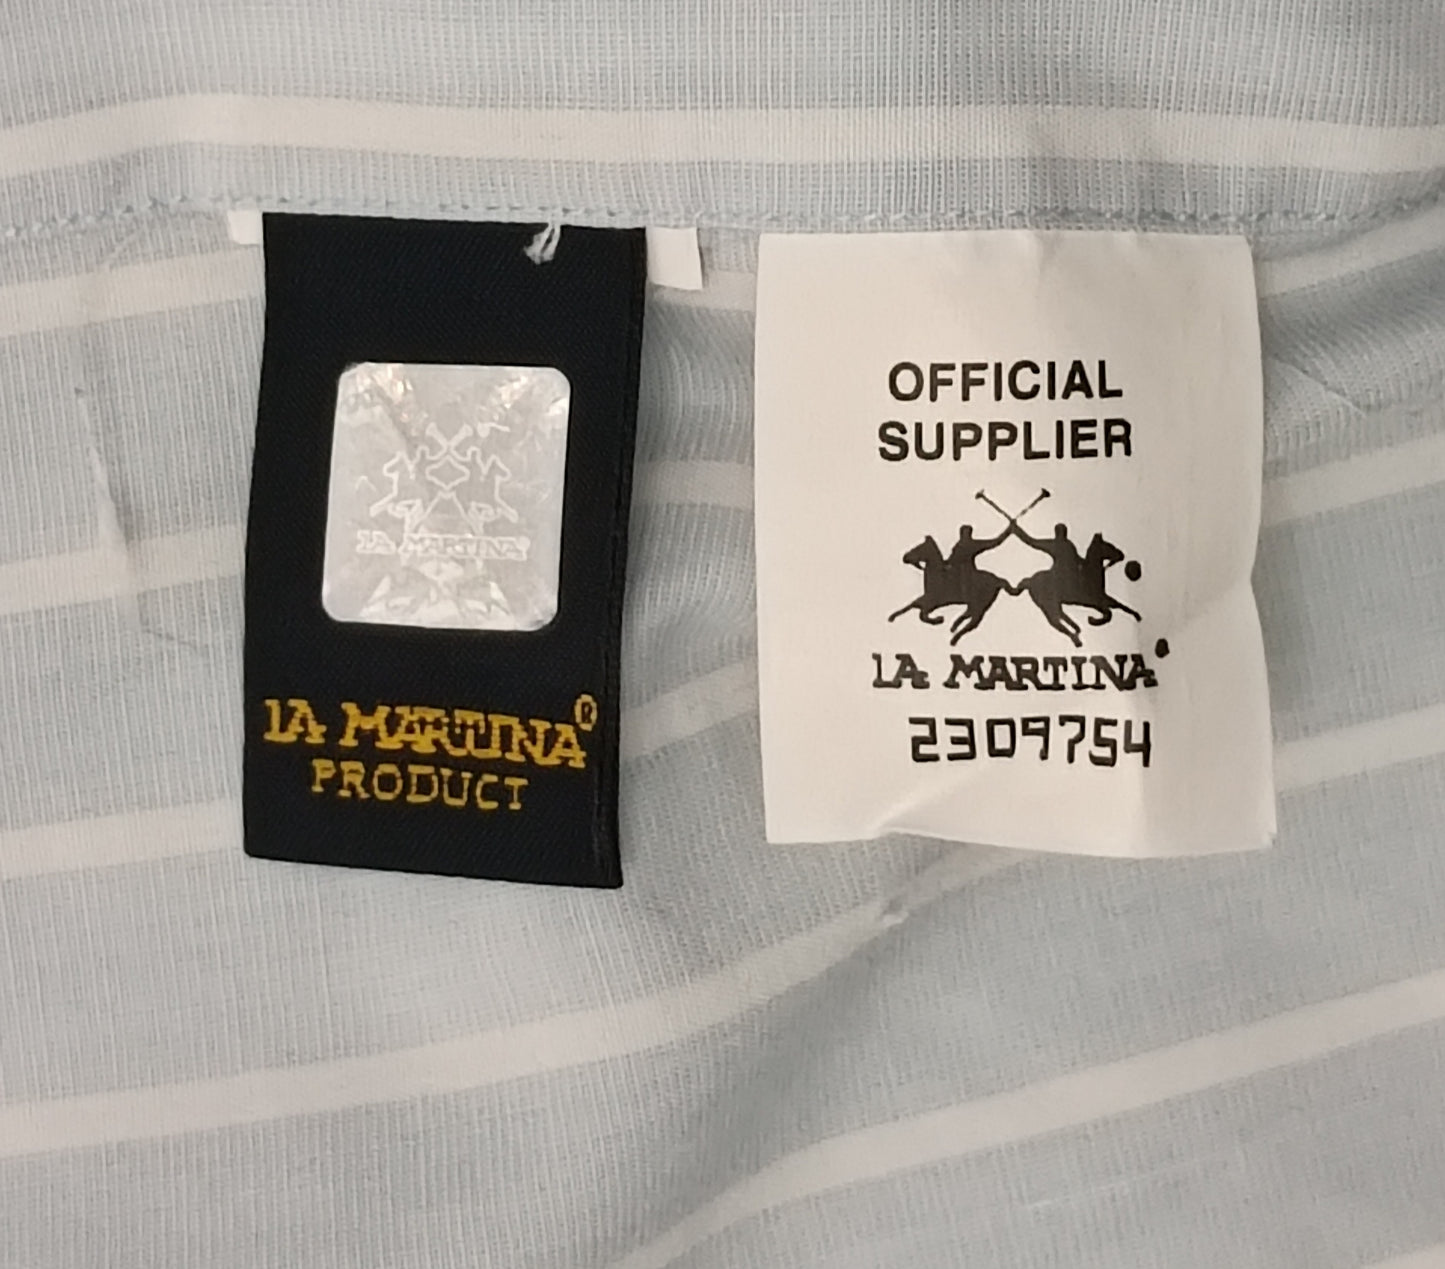 LA MARTINA
LA MARTINA®
PRODUCT
OFFICIAL
SUPPLIER
LA MARTINA®
2309754